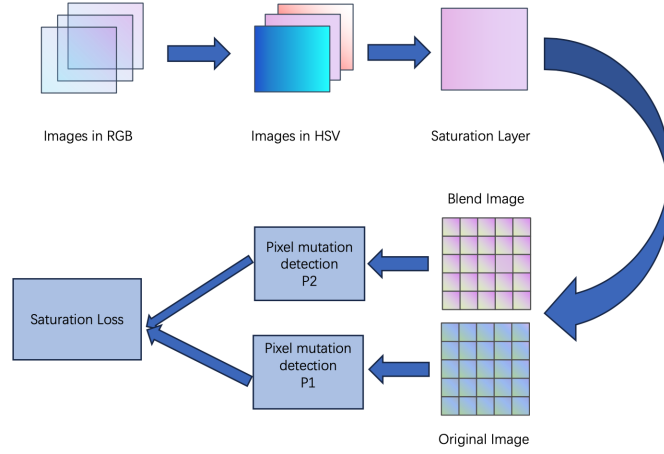 Images in RGB
Images in HSV
Saturation Layer
Blend Image
Pixel mutation
detection
P2
Saturation Loss
Pixel mutation
detection
P1
Original Image